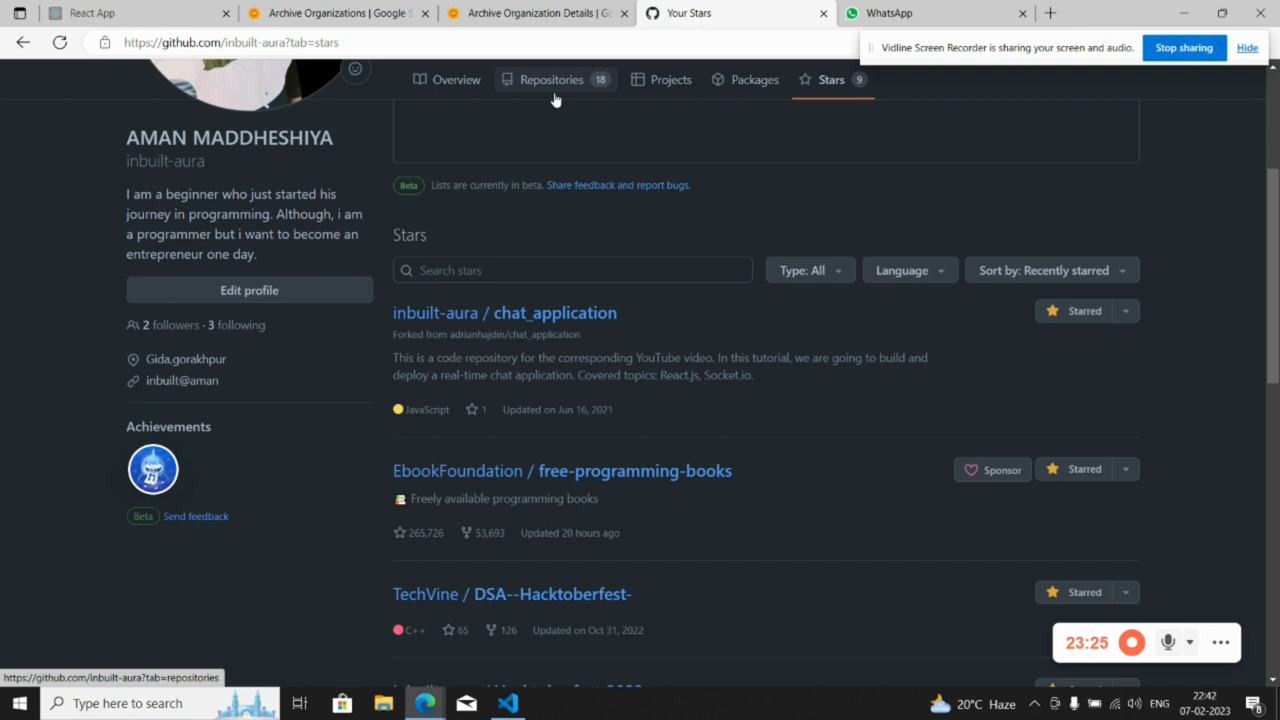 React App
Archive Organizations | Google S
Archive Organization Details | Go
Your Stars
WhatsApp
https://github.com/inbuilt-aura?tab=stars
Vidline Screen Recorder is sharing your screen and audio.
Stop sharing
Hide
Overview
Repositories 18
Projects
Packages
Stars 9
AMAN MADDHESHIYA
inbuilt-aura
I am a beginner who just started his
journey in programming. Although, i am
a programmer but i want to become an
entrepreneur one day.
Edit profile
2 followers · 3 following
Gida,gorakhpur
inbuilt@aman
Achievements
Beta Send feedback
Beta Lists are currently in beta. Share feedback and report bugs.
Stars
Search stars
Type: All
Language
Sort by: Recently starred
inbuilt-aura / chat_application
Starred
Forked from adrianhajdin/chat_application
This is a code repository for the corresponding YouTube video. In this tutorial, we are going to build and
deploy a real-time chat application. Covered topics: React.js, Socket.io.
JavaScript 1 Updated on Jun 16, 2021
EbookFoundation / free-programming-books
Sponsor
Starred
Freely available programming books
265,726 53,693 Updated 20 hours ago
TechVine / DSA--Hacktoberfest-
Starred
C++ 65 126 Updated on Oct 31, 2022
23:25
https://github.com/inbuilt-aura?tab=repositories
Type here to search
20°C Haze
ENG
22:42
07-02-2023
8